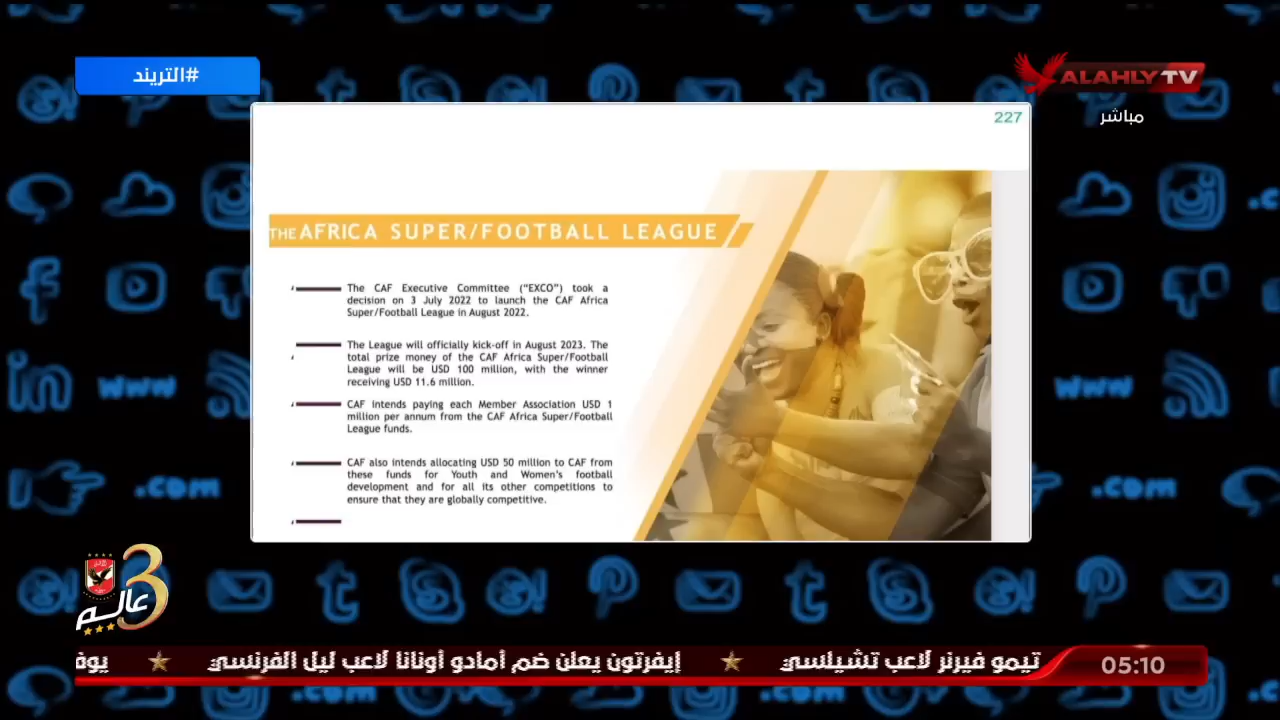 #التريند
ALAHLY TV
مباشر
227
THE AFRICA SUPER/FOOTBALL LEAGUE
The CAF Executive Committee (“EXCO”) took a
decision on 3 July 2022 to launch the CAF Africa
Super/Football League in August 2022.
The League will officially kick-off in August 2023. The
total prize money of the CAF Africa Super/Football
League will be USD 100 million, with the winner
receiving USD 11.6 million.
CAF intends paying each Member Association USD 1
million per annum from the CAF Africa Super/Football
League funds.
CAF also intends allocating USD 50 million to CAF from
these funds for Youth and Women’s football
development and for all its other competitions to
ensure that they are globally competitive.
www
www
.com
.com
3
عالم
تيمو فيرنر لاعب تشيلسي
إيفرتون يعلن ضم أمادو أونانا لاعب ليل الفرنسي
يوف
05:10
.com
.com
.com